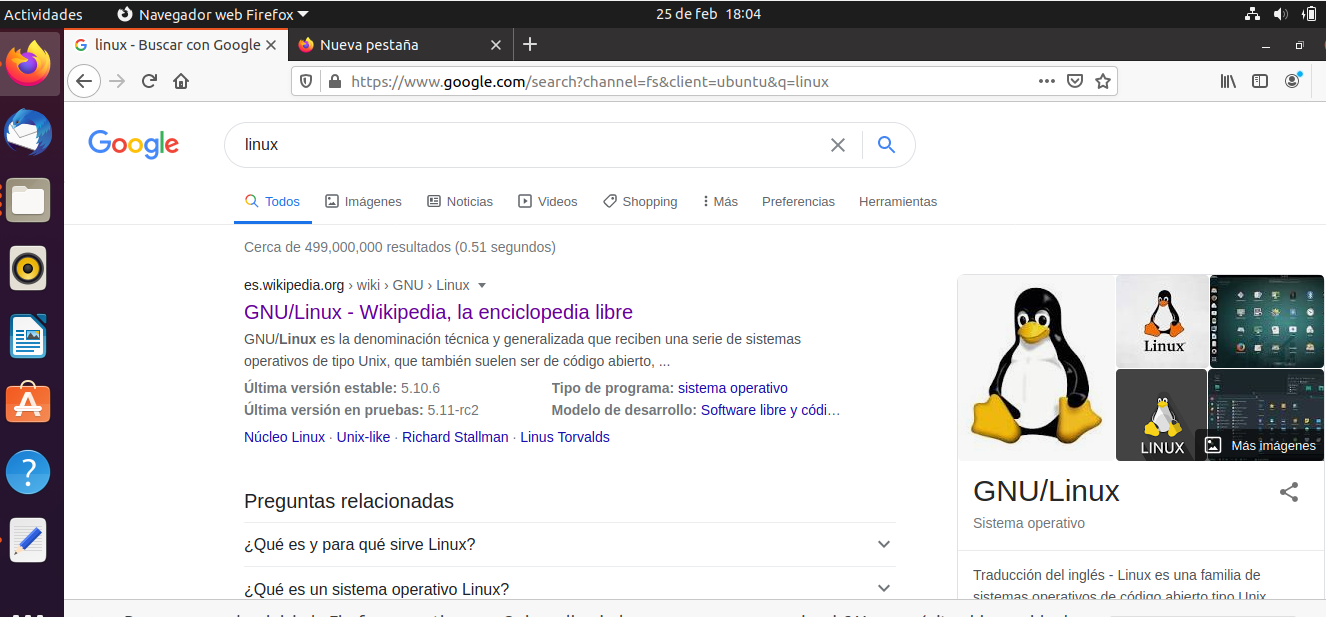 Actividades
Navegador web Firefox
25 de feb 18:04
linux - Buscar con Google
Nueva pestaña
https://www.google.com/search?channel=fs&client=ubuntu&q=linux
Google
linux
Todos
Imágenes
Noticias
Videos
Shopping
Más
Preferencias
Herramientas
Cerca de 499,000,000 resultados (0.51 segundos)
es.wikipedia.org › wiki › GNU › Linux
GNU/Linux - Wikipedia, la enciclopedia libre
GNU/Linux es la denominación técnica y generalizada que reciben una serie de sistemas
operativos de tipo Unix, que también suelen ser de código abierto, ...
Última versión estable: 5.10.6
Tipo de programa: sistema operativo
Última versión en pruebas: 5.11-rc2
Modelo de desarrollo: Software libre y códi…
Núcleo Linux · Unix-like · Richard Stallman · Linus Torvalds
Preguntas relacionadas
¿Qué es y para qué sirve Linux?
¿Qué es un sistema operativo Linux?
Linux
LINUX
Más imágenes
GNU/Linux
Sistema operativo
Traducción del inglés - Linux es una familia de
sistemas operativos de código abierto tipo Unix